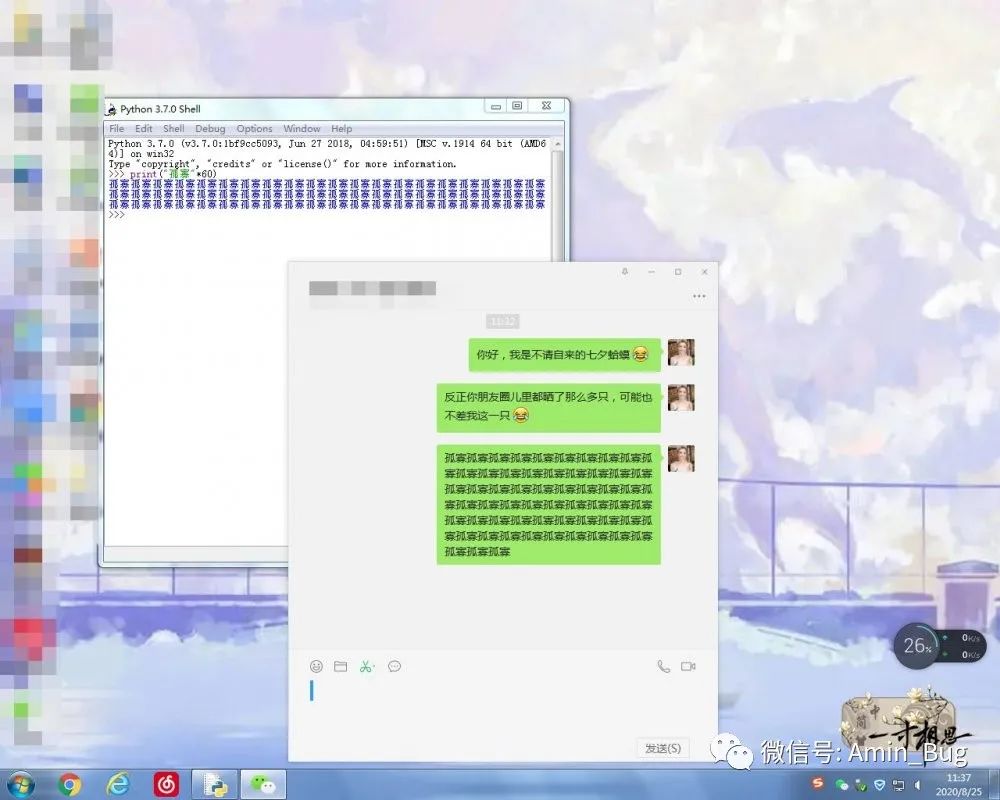 Python 3.7.0 Shell
File Edit Shell Debug Options Window Help
Python 3.7.0 (v3.7.0:1bf9cc5093, Jun 27 2018, 04:59:51) [MSC v.1914 64 bit (AMD6
4)] on win32
Type "copyright", "credits" or "license()" for more information.
>>> print("孤寡"*60)
孤寡孤寡孤寡孤寡孤寡孤寡孤寡孤寡孤寡孤寡孤寡孤寡孤寡孤寡孤寡孤寡孤寡孤寡孤寡孤寡
孤寡孤寡孤寡孤寡孤寡孤寡孤寡孤寡孤寡孤寡孤寡孤寡孤寡孤寡孤寡孤寡孤寡孤寡孤寡孤寡
孤寡孤寡孤寡孤寡孤寡孤寡孤寡孤寡孤寡孤寡孤寡孤寡孤寡孤寡孤寡孤寡孤寡孤寡孤寡孤寡
>>>
11:32
你好，我是不请自来的七夕蛤蟆😂
反正你朋友圈儿里都晒了那么多只，可能也
不差我这一只😂
孤寡孤寡孤寡孤寡孤寡孤寡孤寡孤寡孤寡孤
寡孤寡孤寡孤寡孤寡孤寡孤寡孤寡孤寡孤寡
孤寡孤寡孤寡孤寡孤寡孤寡孤寡孤寡孤寡孤
寡孤寡孤寡孤寡孤寡孤寡孤寡孤寡孤寡孤寡
孤寡孤寡孤寡孤寡孤寡孤寡孤寡孤寡孤寡孤
寡孤寡孤寡孤寡孤寡孤寡孤寡孤寡孤寡孤寡
孤寡孤寡孤寡
发送(S)
26%
0K/s
0K/s
中
简
一寸相思
微信号: Amin_Bug
11:37
2020/8/25